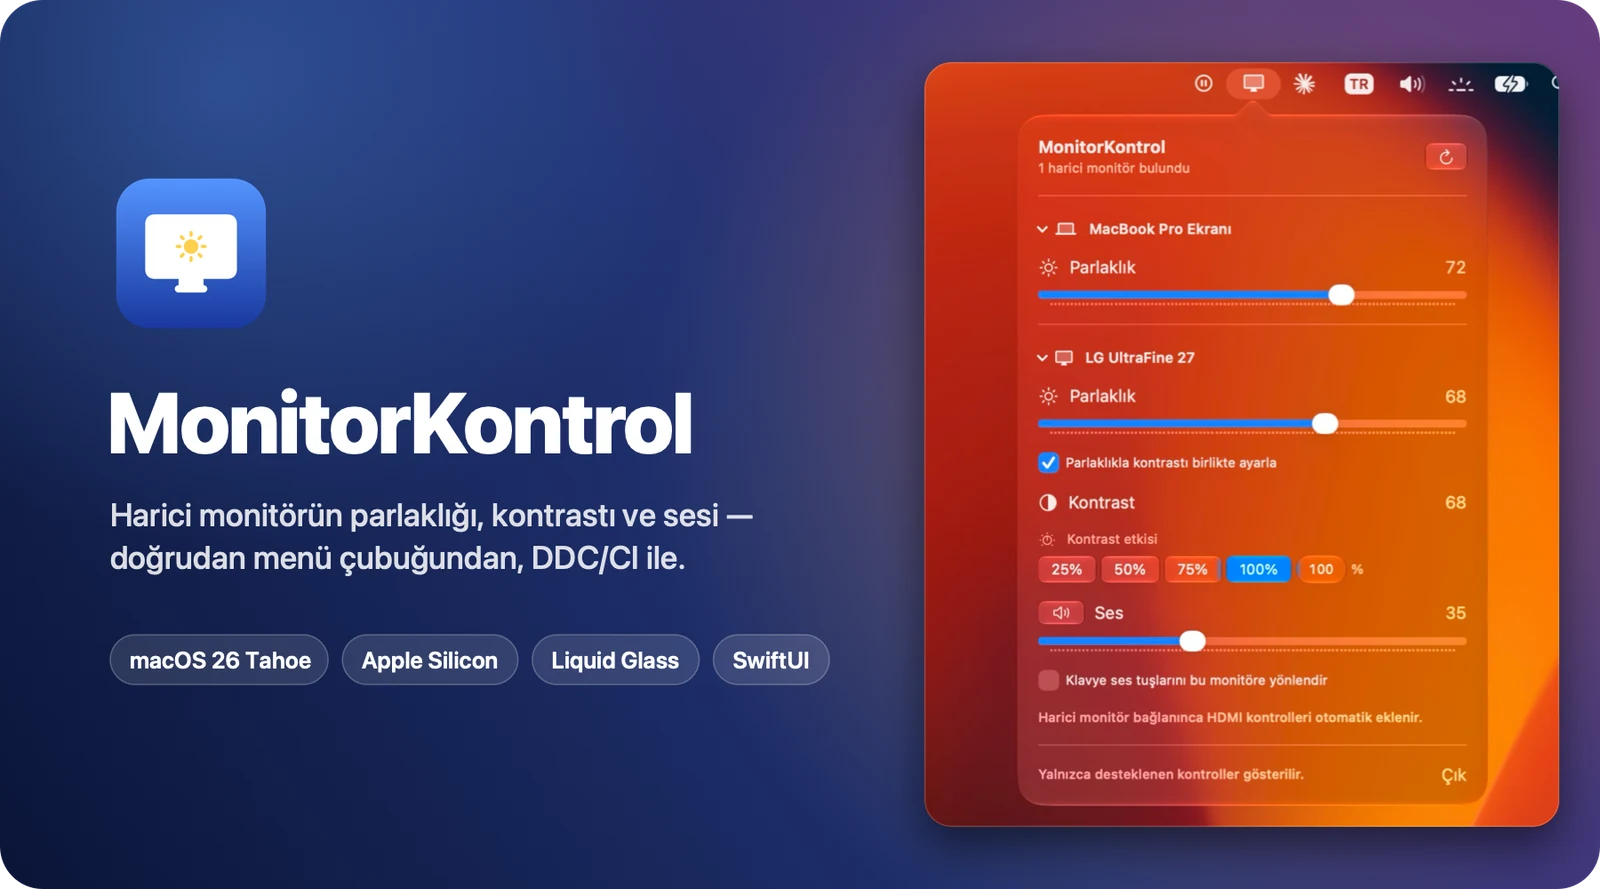 MonitorKontrol
Harici monitörün parlaklığı, kontrastı ve sesi —
doğrudan menü çubuğundan, DDC/CI ile.
macOS 26 Tahoe
Apple Silicon
Liquid Glass
SwiftUI
TR
MonitorKontrol
1 harici monitör bulundu
MacBook Pro Ekranı
Parlaklık 72
LG UltraFine 27
Parlaklık 68
Parlaklıkla kontrastı birlikte ayarla
Kontrast 68
Kontrast etkisi
25% 50% 75% 100% 100 %
Ses 35
Klavye ses tuşlarını bu monitöre yönlendir
Harici monitör bağlanınca HDMI kontrolleri otomatik eklenir.
Yalnızca desteklenen kontroller gösterilir. Çık